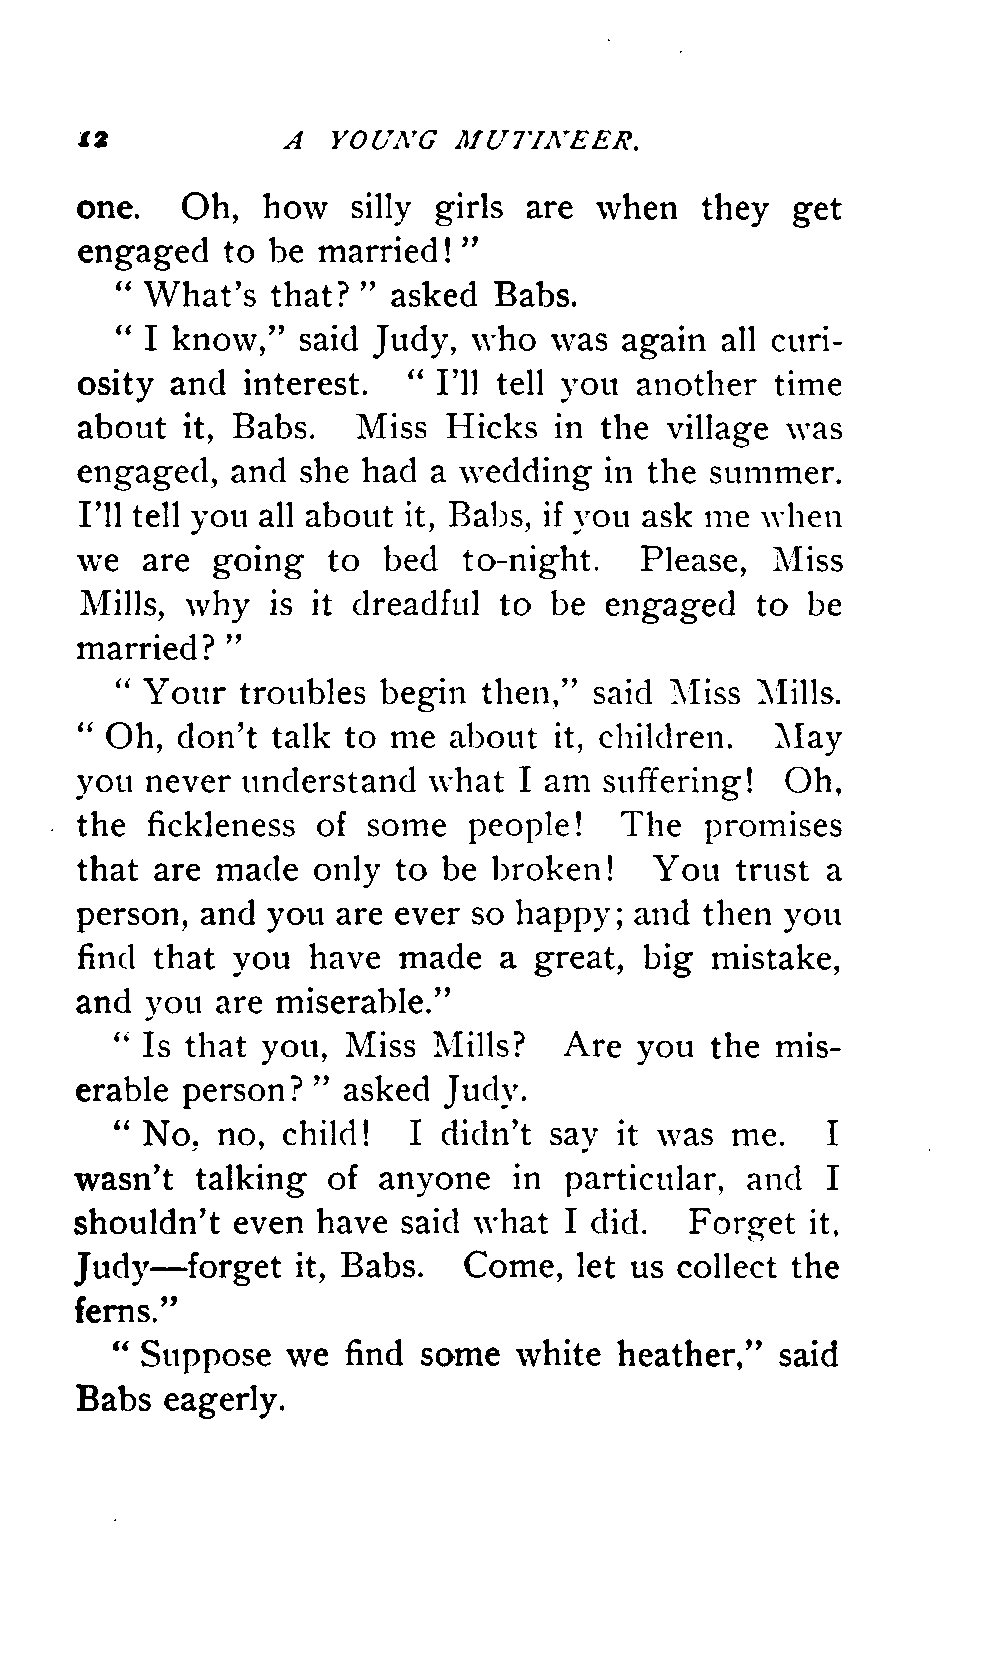 12 A YOUNG MUTINEER.
one. Oh, how silly girls are when they get
engaged to be married! "
" What's that? " asked Babs.
" I know," said Judy, who was again all curi-
osity and interest. " I'll tell you another time
about it, Babs. Miss Hicks in the village was
engaged, and she had a wedding in the summer.
I'll tell you all about it, Babs, if you ask me when
we are going to bed to-night. Please, Miss
Mills, why is it dreadful to be engaged to be
married? "
" Your troubles begin then," said Miss Mills.
" Oh, don't talk to me about it, children. May
you never understand what I am suffering! Oh,
the fickleness of some people! The promises
that are made only to be broken! You trust a
person, and you are ever so happy; and then you
find that you have made a great, big mistake,
and you are miserable."
" Is that you, Miss Mills? Are you the mis-
erable person? " asked Judy.
" No, no, child! I didn't say it was me. I
wasn't talking of anyone in particular, and I
shouldn't even have said what I did. Forget it,
Judy—forget it, Babs. Come, let us collect the
ferns."
" Suppose we find some white heather," said
Babs eagerly.